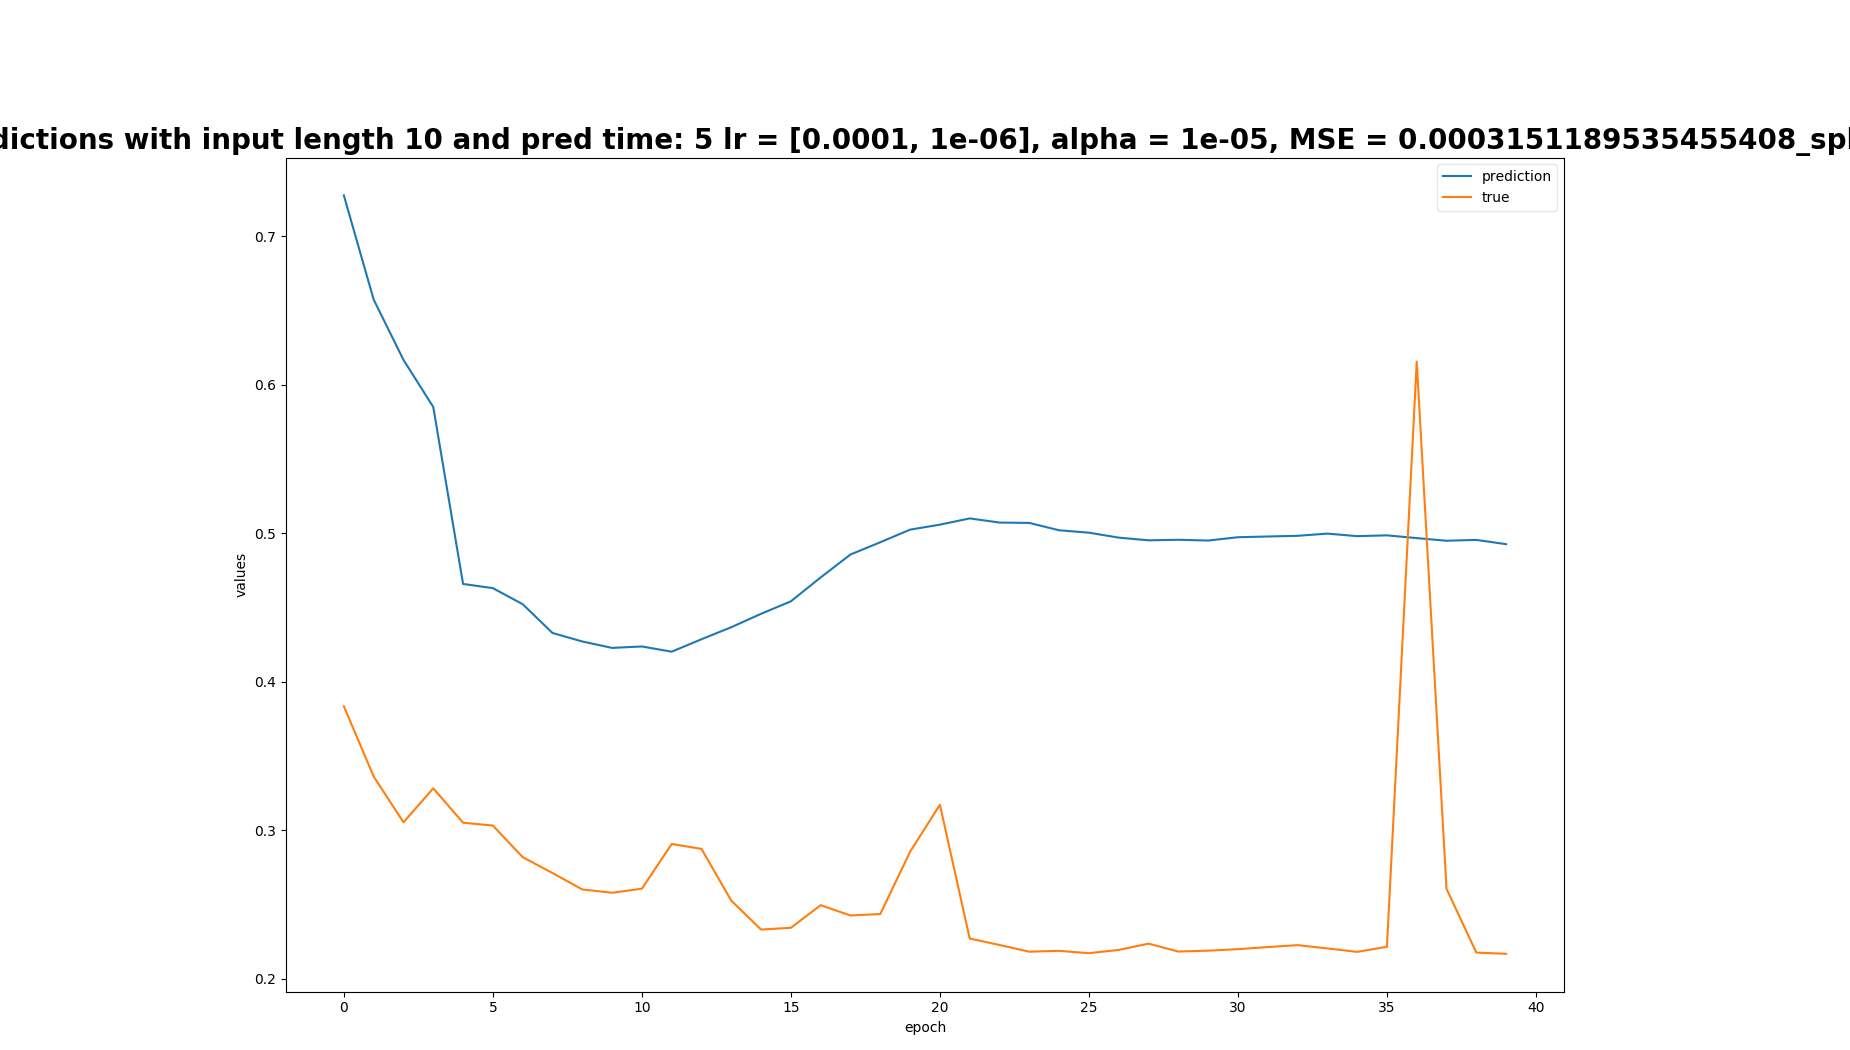 dictions with input length 10 and pred time: 5 lr = [0.0001, 1e-06], alpha = 1e-05, MSE = 0.0003151189535455408_spl
prediction
true
0.7
0.6
0.5
0.4
0.3
0.2
values
0 5 10 15 20 25 30 35 40
epoch